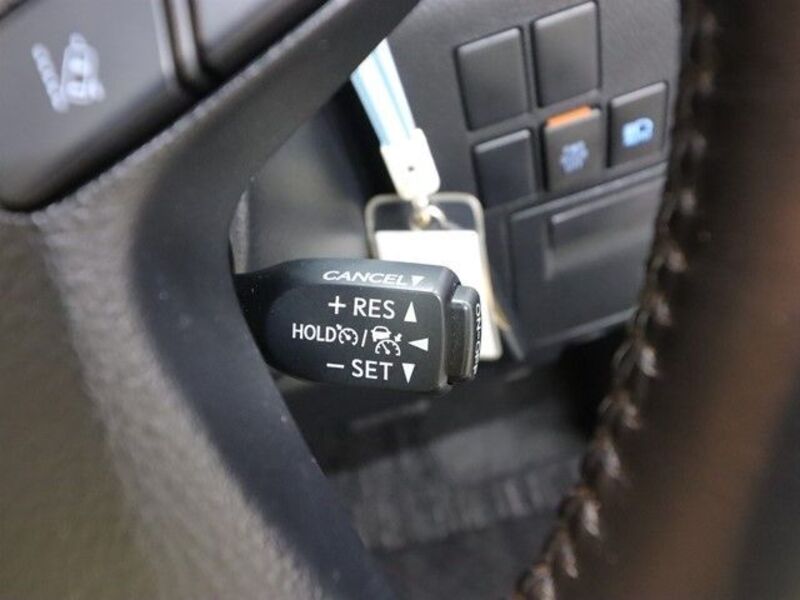 CANCEL▼
+ RES ▲
HOLD / ◀
− SET ▼